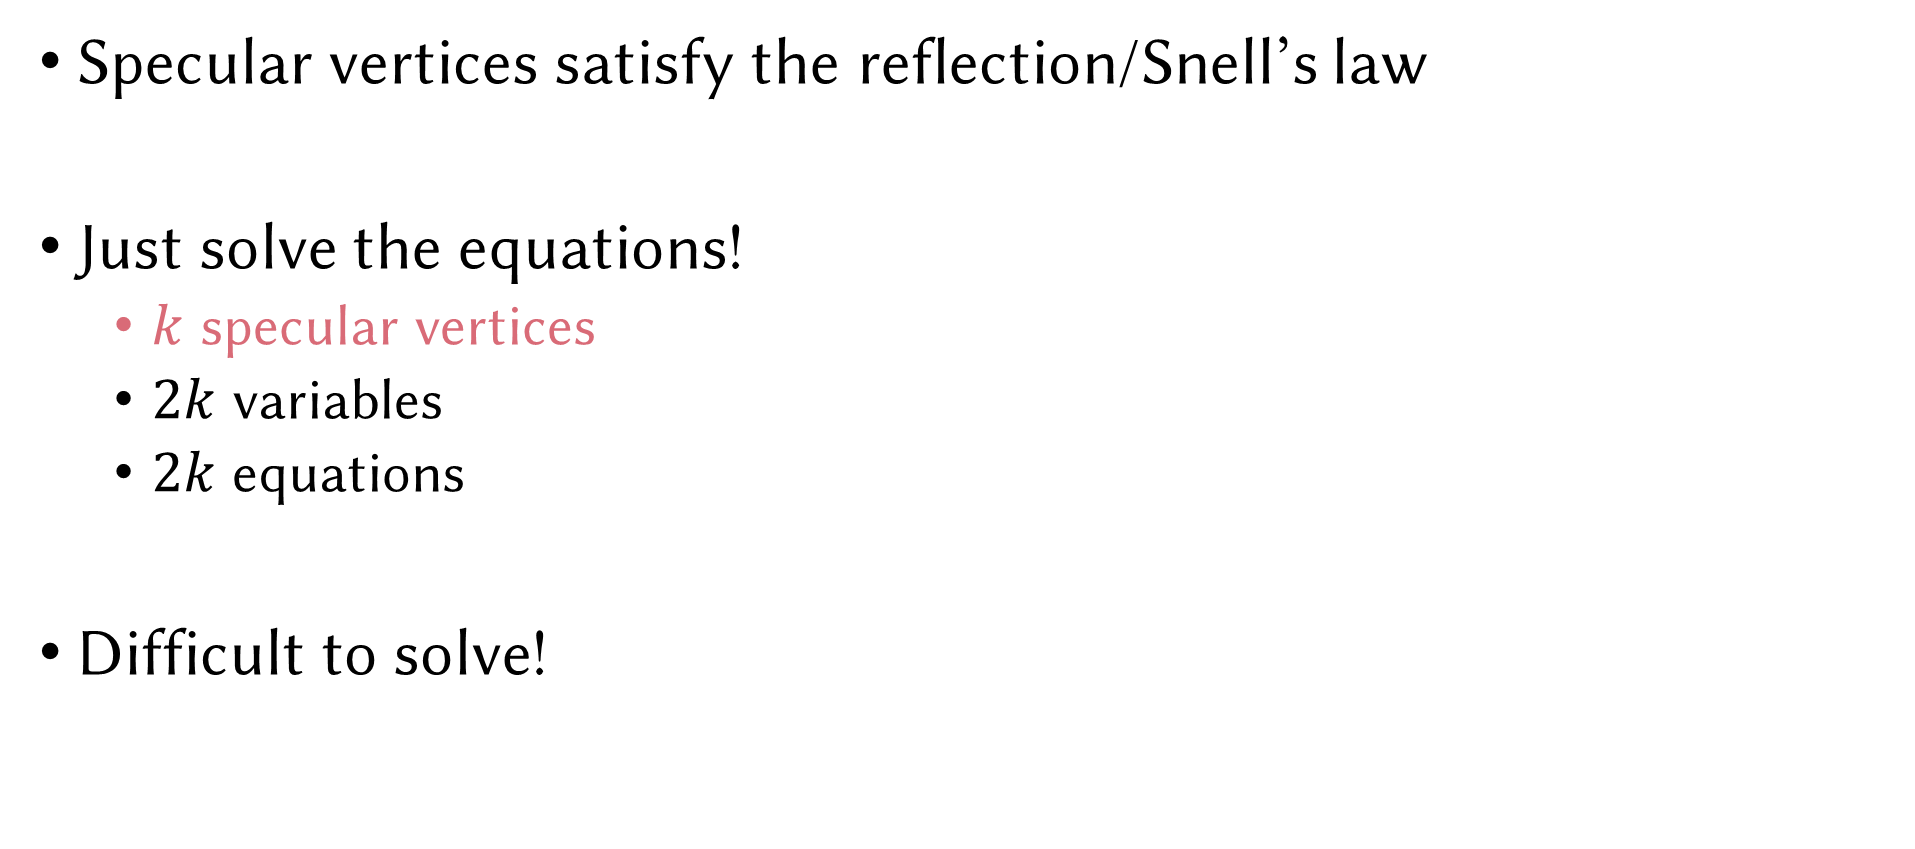 • Specular vertices satisfy the reflection/Snell’s law
• Just solve the equations!
• k specular vertices
• 2k variables
• 2k equations
• Difficult to solve!